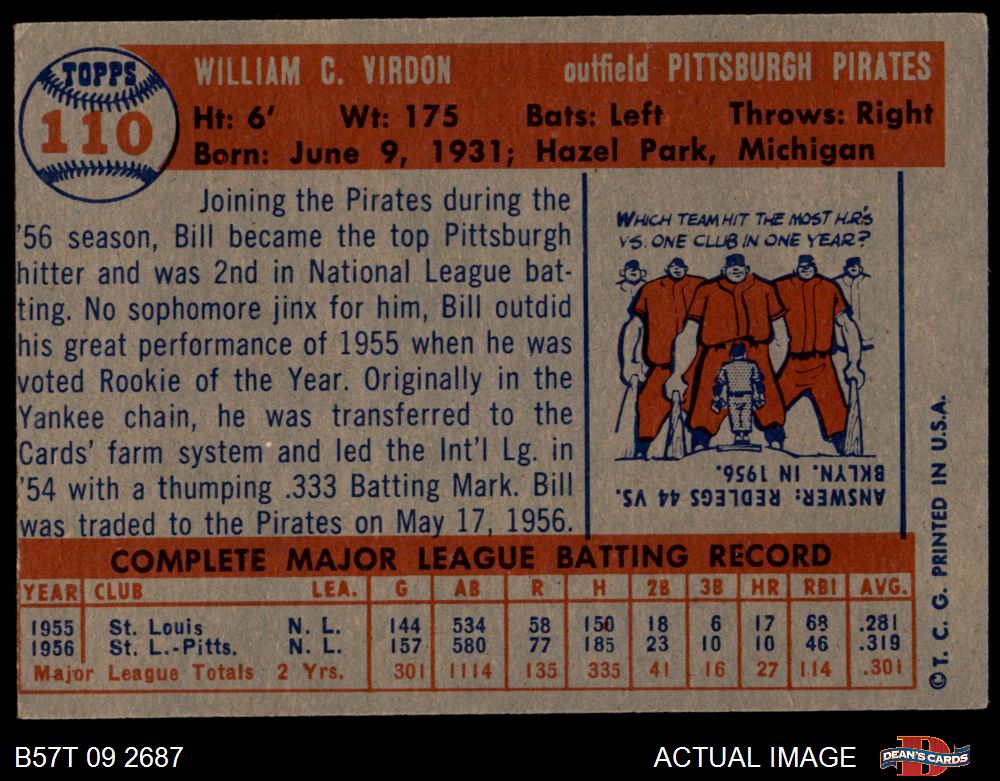 TOPPS
110
WILLIAM C. VIRDON outfield PITTSBURGH PIRATES
Ht: 6' Wt: 175 Bats: Left Throws: Right
Born: June 9, 1931; Hazel Park, Michigan
Joining the Pirates during the
'56 season, Bill became the top Pittsburgh
hitter and was 2nd in National League bat-
ting. No sophomore jinx for him, Bill outdid
his great performance of 1955 when he was
voted Rookie of the Year. Originally in the
Yankee chain, he was transferred to the
Cards' farm system and led the Int'l Lg. in
'54 with a thumping .333 Batting Mark. Bill
was traded to the Pirates on May 17, 1956.
WHICH TEAM HIT THE MOST H.R'S
VS. ONE CLUB IN ONE YEAR?
ANSWER: REDLEGS 44 VS.
BKLYN. IN 1956.
COMPLETE MAJOR LEAGUE BATTING RECORD
YEAR CLUB LEA. G AB R H 2B 3B HR RBI AVG.
1955 St. Louis N. L. 144 534 58 150 18 6 17 68 .281
1956 St. L.-Pitts. N. L. 157 580 77 185 23 10 10 46 .319
Major League Totals 2 Yrs. 301 1114 135 335 41 16 27 114 .301
© T. C. G. PRINTED IN U.S.A.
B57T 09 2687 ACTUAL IMAGE DEAN'S CARDS